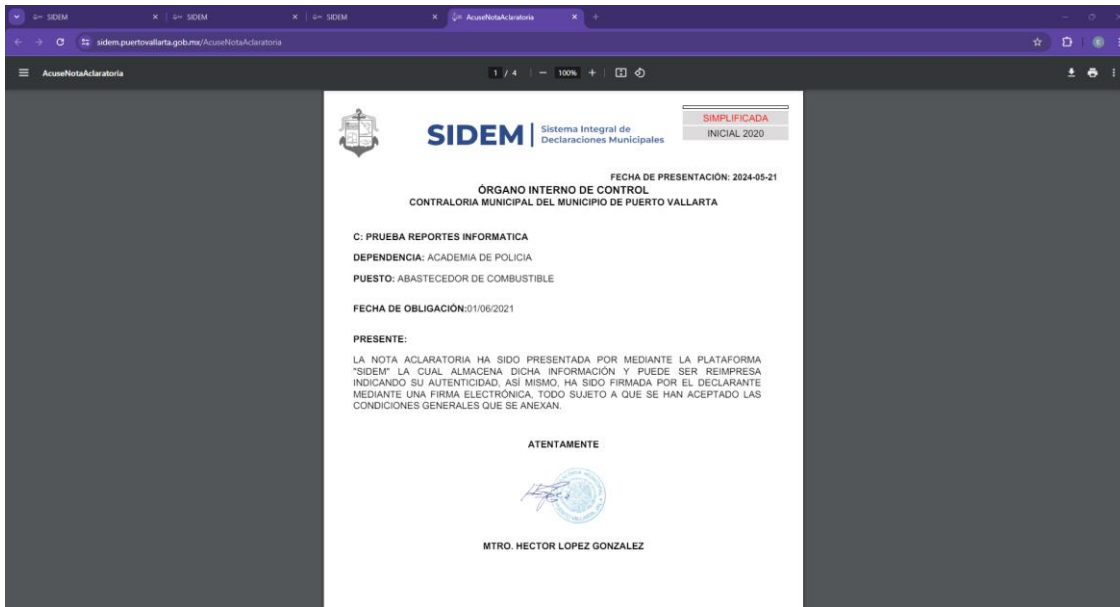 SIDEM
SIDEM
SIDEM
AcuseNotaAclaratoria
sidem.puertovallarta.gob.mx/AcuseNotaAclaratoria
AcuseNotaAclaratoria
1 / 4
100%
SIDEM
Sistema Integral de
Declaraciones Municipales
SIMPLIFICADA
INICIAL 2020
FECHA DE PRESENTACIÓN: 2024-05-21
ÓRGANO INTERNO DE CONTROL
CONTRALORIA MUNICIPAL DEL MUNICIPIO DE PUERTO VALLARTA
C: PRUEBA REPORTES INFORMATICA
DEPENDENCIA: ACADEMIA DE POLICIA
PUESTO: ABASTECEDOR DE COMBUSTIBLE
FECHA DE OBLIGACIÓN:01/06/2021
PRESENTE:
LA NOTA ACLARATORIA HA SIDO PRESENTADA POR MEDIANTE LA PLATAFORMA
"SIDEM" LA CUAL ALMACENA DICHA INFORMACIÓN Y PUEDE SER REIMPRESA
INDICANDO SU AUTENTICIDAD, ASÍ MISMO, HA SIDO FIRMADA POR EL DECLARANTE
MEDIANTE UNA FIRMA ELECTRÓNICA, TODO SUJETO A QUE SE HAN ACEPTADO LAS
CONDICIONES GENERALES QUE SE ANEXAN.
ATENTAMENTE
MTRO. HECTOR LOPEZ GONZALEZ